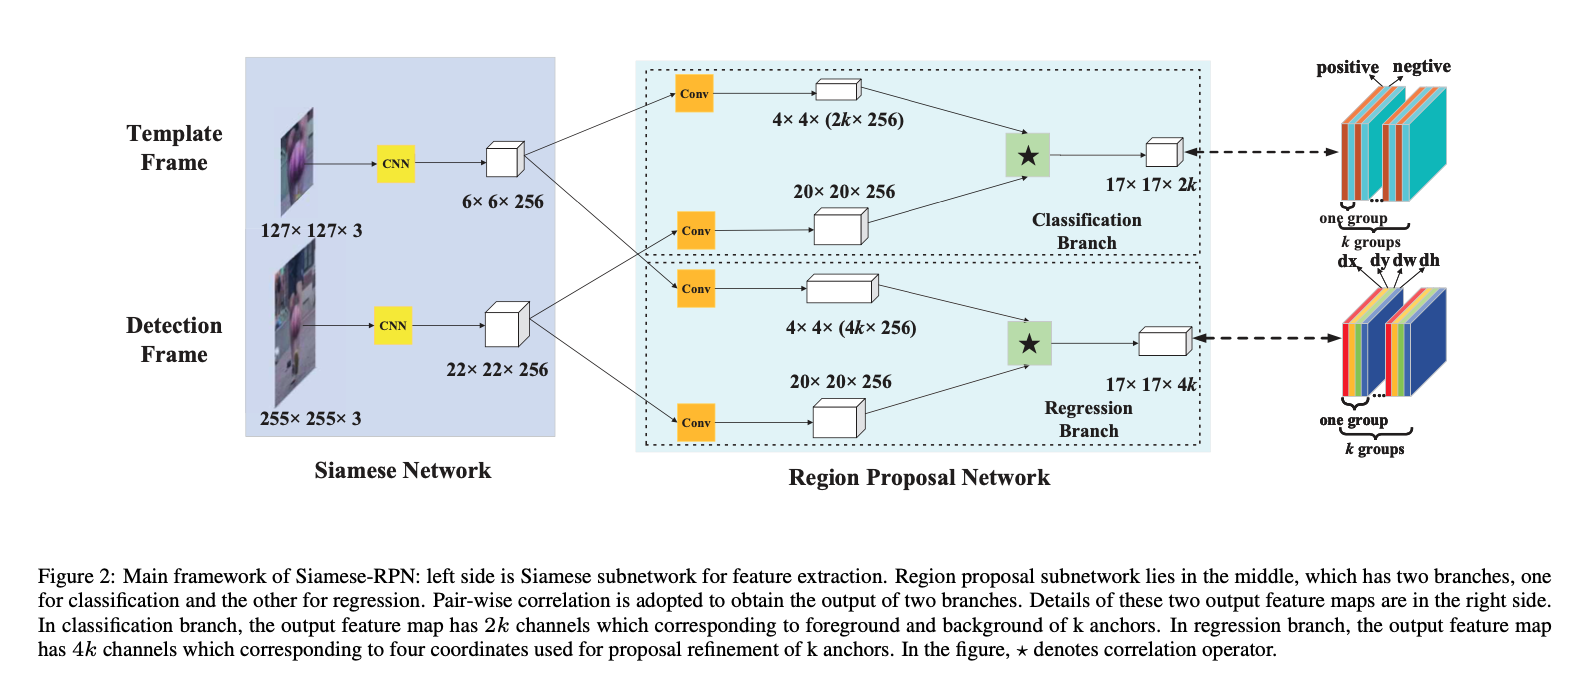 Template
Frame
127× 127× 3
CNN
6× 6× 256
Detection
Frame
255× 255× 3
CNN
22× 22× 256
Siamese Network
Conv
4× 4× (2k× 256)
Conv
20× 20× 256
★
17× 17× 2k
Classification
Branch
Conv
4× 4× (4k× 256)
Conv
20× 20× 256
★
17× 17× 4k
Regression
Branch
Region Proposal Network
positive negtive
...
one group
k groups
dx dy dw dh
...
one group
k groups
Figure 2: Main framework of Siamese-RPN: left side is Siamese subnetwork for feature extraction. Region proposal subnetwork lies in the middle, which has two branches, one
for classification and the other for regression. Pair-wise correlation is adopted to obtain the output of two branches. Details of these two output feature maps are in the right side.
In classification branch, the output feature map has 2k channels which corresponding to foreground and background of k anchors. In regression branch, the output feature map
has 4k channels which corresponding to four coordinates used for proposal refinement of k anchors. In the figure, ⋆ denotes correlation operator.